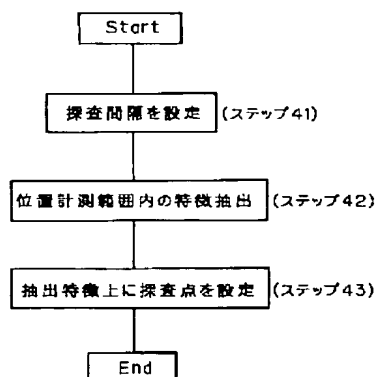 Start
探査間隔を設定 (ステップ41)
位置計測範囲内の特徴抽出 (ステップ42)
抽出特徴上に探査点を設定 (ステップ43)
End